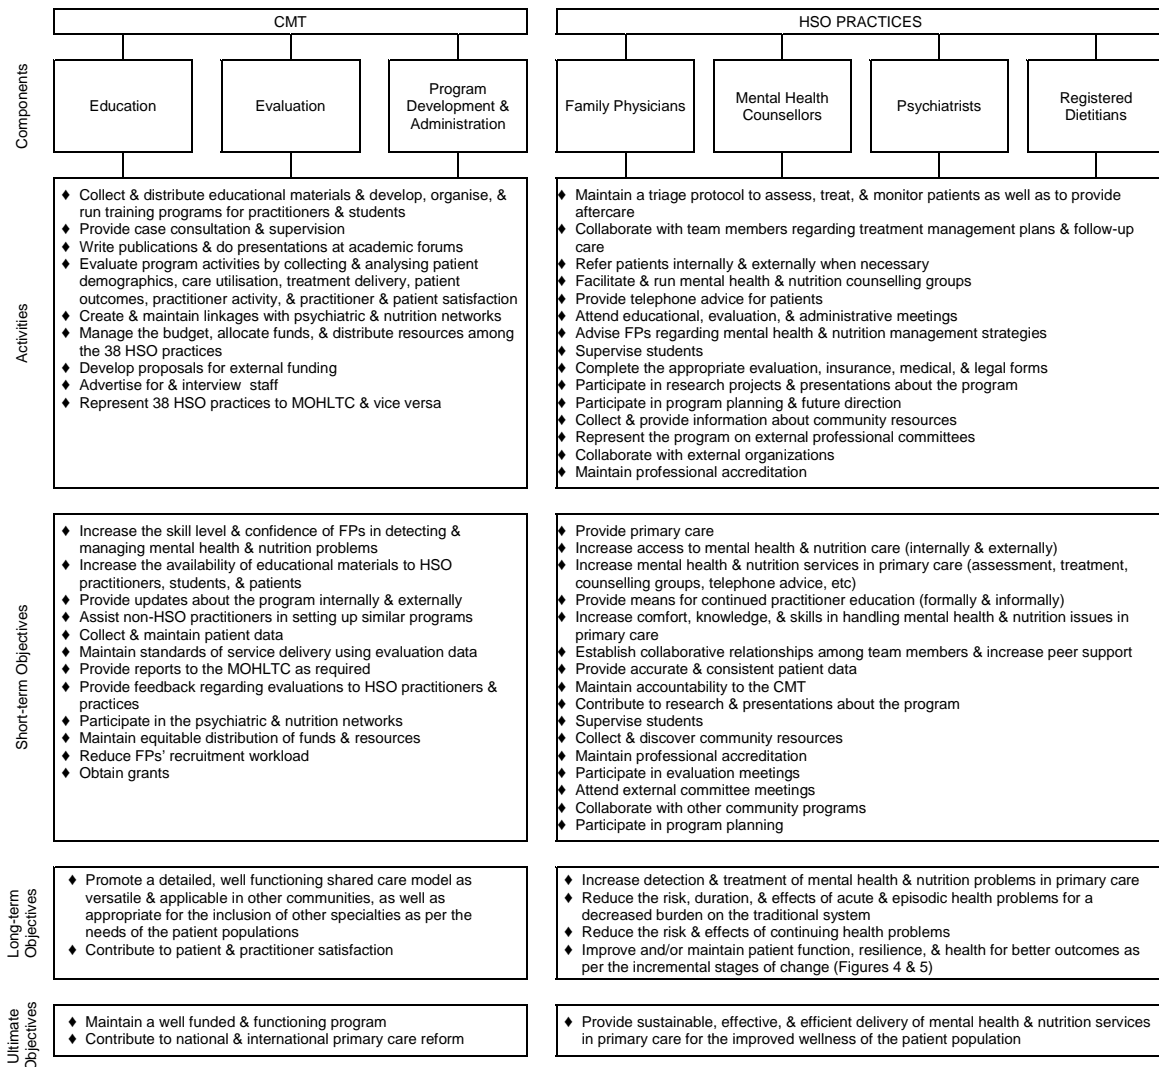 CMT
HSO PRACTICES
Components
Education
Evaluation
Program
Development &
Administration
Family Physicians
Mental Health
Counsellors
Psychiatrists
Registered
Dietitians
Activities
♦ Collect & distribute educational materials & develop, organise, &
run training programs for practitioners & students
♦ Provide case consultation & supervision
♦ Write publications & do presentations at academic forums
♦ Evaluate program activities by collecting & analysing patient
demographics, care utilisation, treatment delivery, patient
outcomes, practitioner activity, & practitioner & patient satisfaction
♦ Create & maintain linkages with psychiatric & nutrition networks
♦ Manage the budget, allocate funds, & distribute resources among
the 38 HSO practices
♦ Develop proposals for external funding
♦ Advertise for & interview staff
♦ Represent 38 HSO practices to MOHLTC & vice versa
♦ Maintain a triage protocol to assess, treat, & monitor patients as well as to provide
aftercare
♦ Collaborate with team members regarding treatment management plans & follow-up
care
♦ Refer patients internally & externally when necessary
♦ Facilitate & run mental health & nutrition counselling groups
♦ Provide telephone advice for patients
♦ Attend educational, evaluation, & administrative meetings
♦ Advise FPs regarding mental health & nutrition management strategies
♦ Supervise students
♦ Complete the appropriate evaluation, insurance, medical, & legal forms
♦ Participate in research projects & presentations about the program
♦ Participate in program planning & future direction
♦ Collect & provide information about community resources
♦ Represent the program on external professional committees
♦ Collaborate with external organizations
♦ Maintain professional accreditation
Short-term Objectives
♦ Increase the skill level & confidence of FPs in detecting &
managing mental health & nutrition problems
♦ Increase the availability of educational materials to HSO
practitioners, students, & patients
♦ Provide updates about the program internally & externally
♦ Assist non-HSO practitioners in setting up similar programs
♦ Collect & maintain patient data
♦ Maintain standards of service delivery using evaluation data
♦ Provide reports to the MOHLTC as required
♦ Provide feedback regarding evaluations to HSO practitioners &
practices
♦ Participate in the psychiatric & nutrition networks
♦ Maintain equitable distribution of funds & resources
♦ Reduce FPs' recruitment workload
♦ Obtain grants
♦ Provide primary care
♦ Increase access to mental health & nutrition care (internally & externally)
♦ Increase mental health & nutrition services in primary care (assessment, treatment,
counselling groups, telephone advice, etc)
♦ Provide means for continued practitioner education (formally & informally)
♦ Increase comfort, knowledge, & skills in handling mental health & nutrition issues in
primary care
♦ Establish collaborative relationships among team members & increase peer support
♦ Provide accurate & consistent patient data
♦ Maintain accountability to the CMT
♦ Contribute to research & presentations about the program
♦ Supervise students
♦ Collect & discover community resources
♦ Maintain professional accreditation
♦ Participate in evaluation meetings
♦ Attend external committee meetings
♦ Collaborate with other community programs
♦ Participate in program planning
Long-term
Objectives
♦ Promote a detailed, well functioning shared care model as
versatile & applicable in other communities, as well as
appropriate for the inclusion of other specialties as per the
needs of the patient populations
♦ Contribute to patient & practitioner satisfaction
♦ Increase detection & treatment of mental health & nutrition problems in primary care
♦ Reduce the risk, duration, & effects of acute & episodic health problems for a
decreased burden on the traditional system
♦ Reduce the risk & effects of continuing health problems
♦ Improve and/or maintain patient function, resilience, & health for better outcomes as
per the incremental stages of change (Figures 4 & 5)
Ultimate
Objectives
♦ Maintain a well funded & functioning program
♦ Contribute to national & international primary care reform
♦ Provide sustainable, effective, & efficient delivery of mental health & nutrition services
in primary care for the improved wellness of the patient population